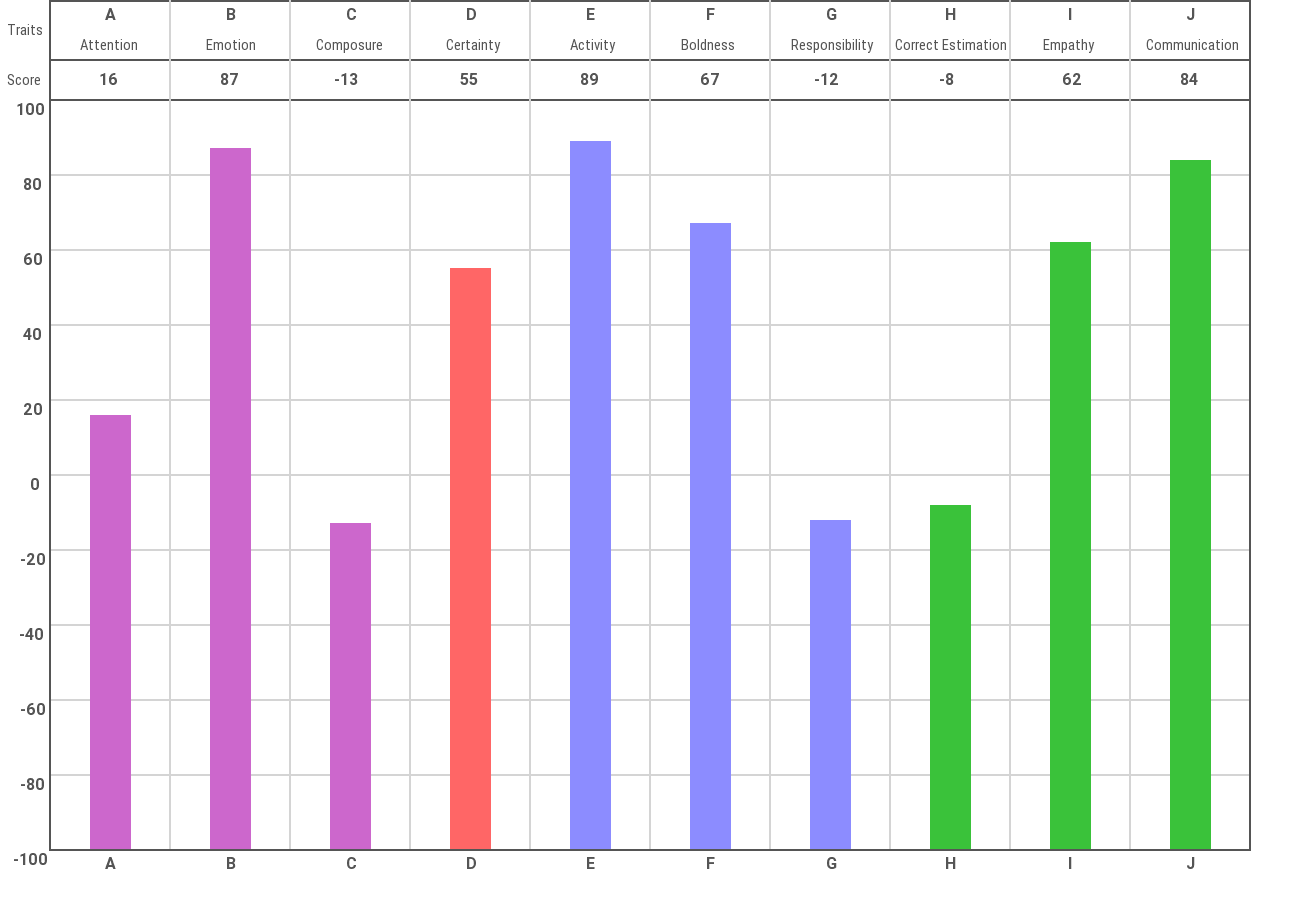 A B C D E F G H I J
Traits
Attention Emotion Composure Certainty Activity Boldness Responsibility Correct Estimation Empathy Communication
Score 16 87 -13 55 89 67 -12 -8 62 84
100
80
60
40
20
0
-20
-40
-60
-80
-100
A B C D E F G H I J